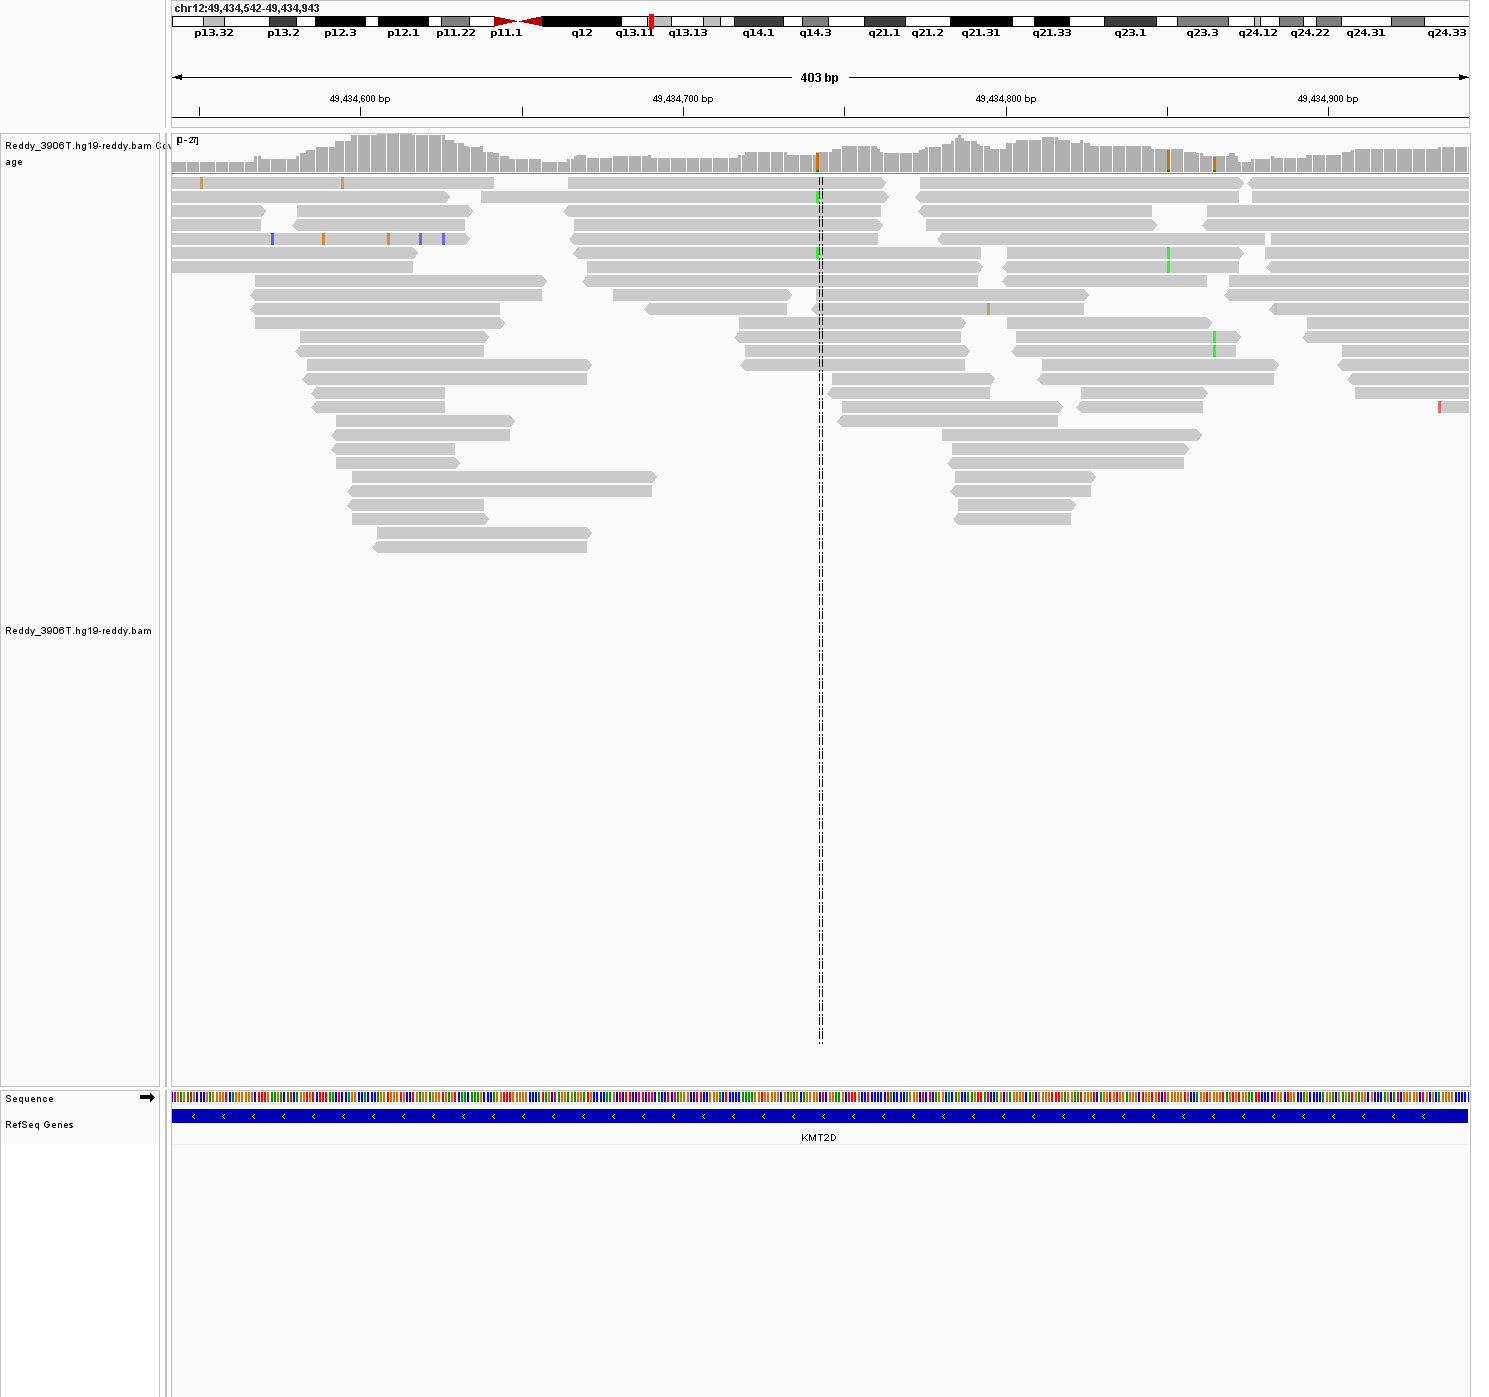 chr12:49,434,542-49,434,943
p13.32 p13.2 p12.3 p12.1 p11.22 p11.1 q12 q13.11 q13.13 q14.1 q14.3 q21.1 q21.2 q21.31 q21.33 q23.1 q23.3 q24.12 q24.22 q24.31 q24.33
403 bp
49,434,600 bp 49,434,700 bp 49,434,800 bp 49,434,900 bp
[0 - 27]
Reddy_3906T.hg19-reddy.bam Cov
age
Reddy_3906T.hg19-reddy.bam
Sequence
RefSeq Genes
KMT2D